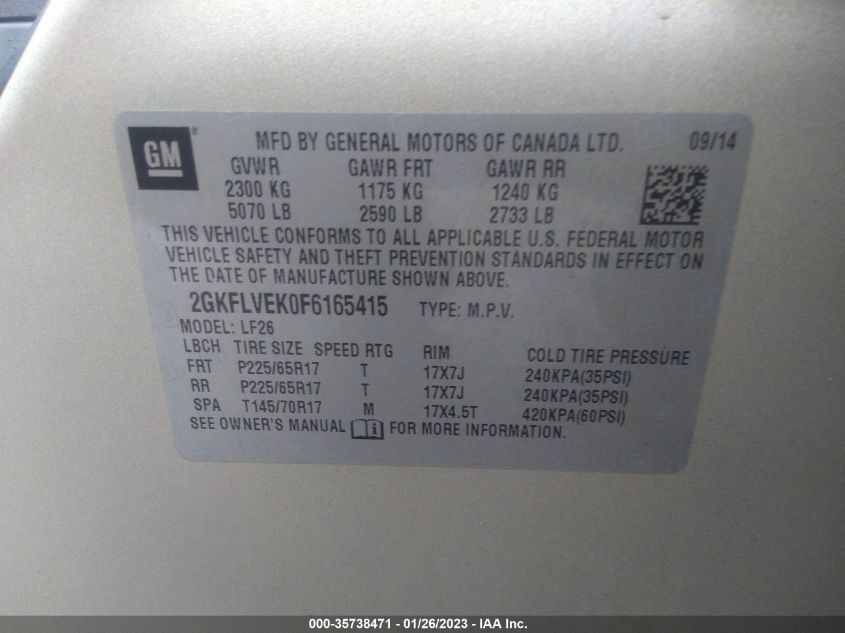 GM ® MFD BY GENERAL MOTORS OF CANADA LTD. 09/14
GVWR GAWR FRT GAWR RR
2300 KG 1175 KG 1240 KG
5070 LB 2590 LB 2733 LB
THIS VEHICLE CONFORMS TO ALL APPLICABLE U.S. FEDERAL MOTOR
VEHICLE SAFETY AND THEFT PREVENTION STANDARDS IN EFFECT ON
THE DATE OF MANUFACTURE SHOWN ABOVE.
2GKFLVEK0F6165415 TYPE: M.P.V.
MODEL: LF26
LBCH TIRE SIZE SPEED RTG RIM COLD TIRE PRESSURE
FRT P225/65R17 T 17X7J 240KPA(35PSI)
RR P225/65R17 T 17X7J 240KPA(35PSI)
SPA T145/70R17 M 17X4.5T 420KPA(60PSI)
SEE OWNER'S MANUAL i FOR MORE INFORMATION.
000-35738471 - 01/26/2023 - IAA Inc.